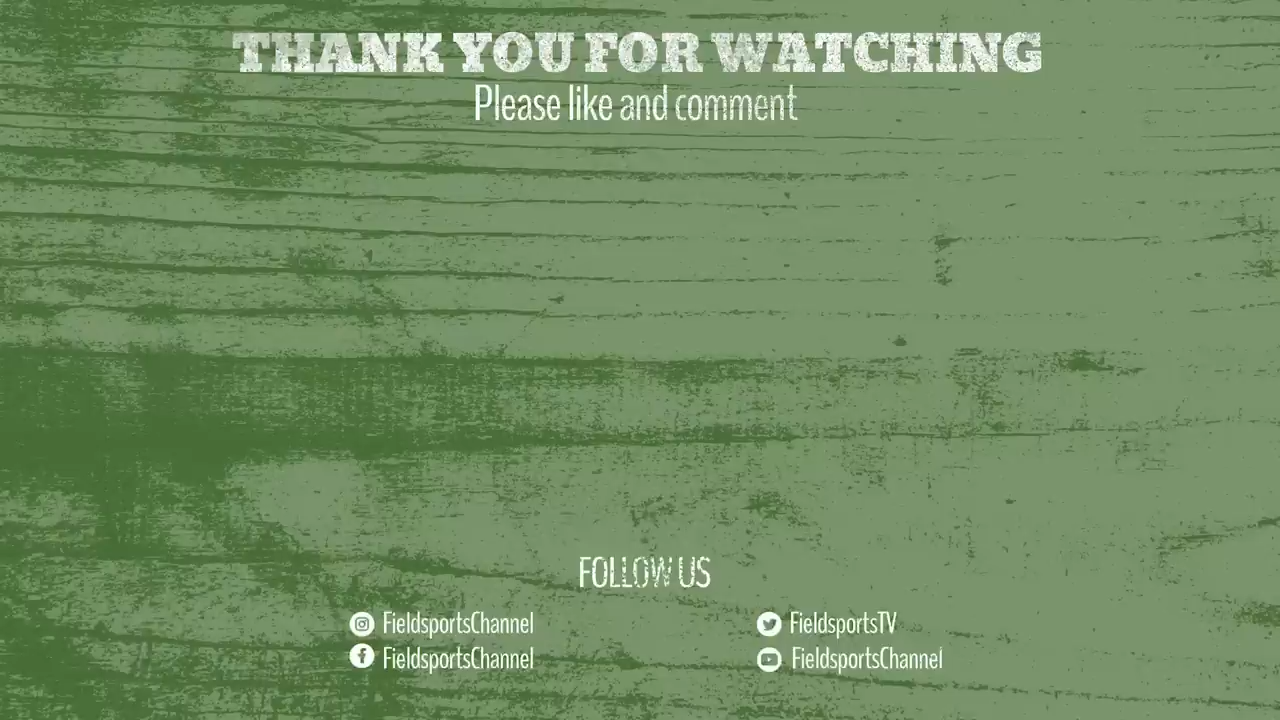 THANK YOU FOR WATCHING
Please like and comment
FOLLOW US
FieldsportsChannel
FieldsportsTV
FieldsportsChannel
FieldsportsChannel